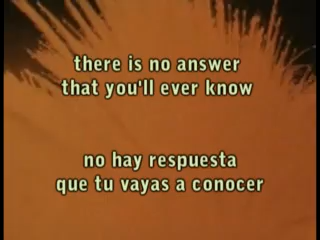 there is no answer
that you'll ever know
no hay respuesta
que tu vayas a conocer